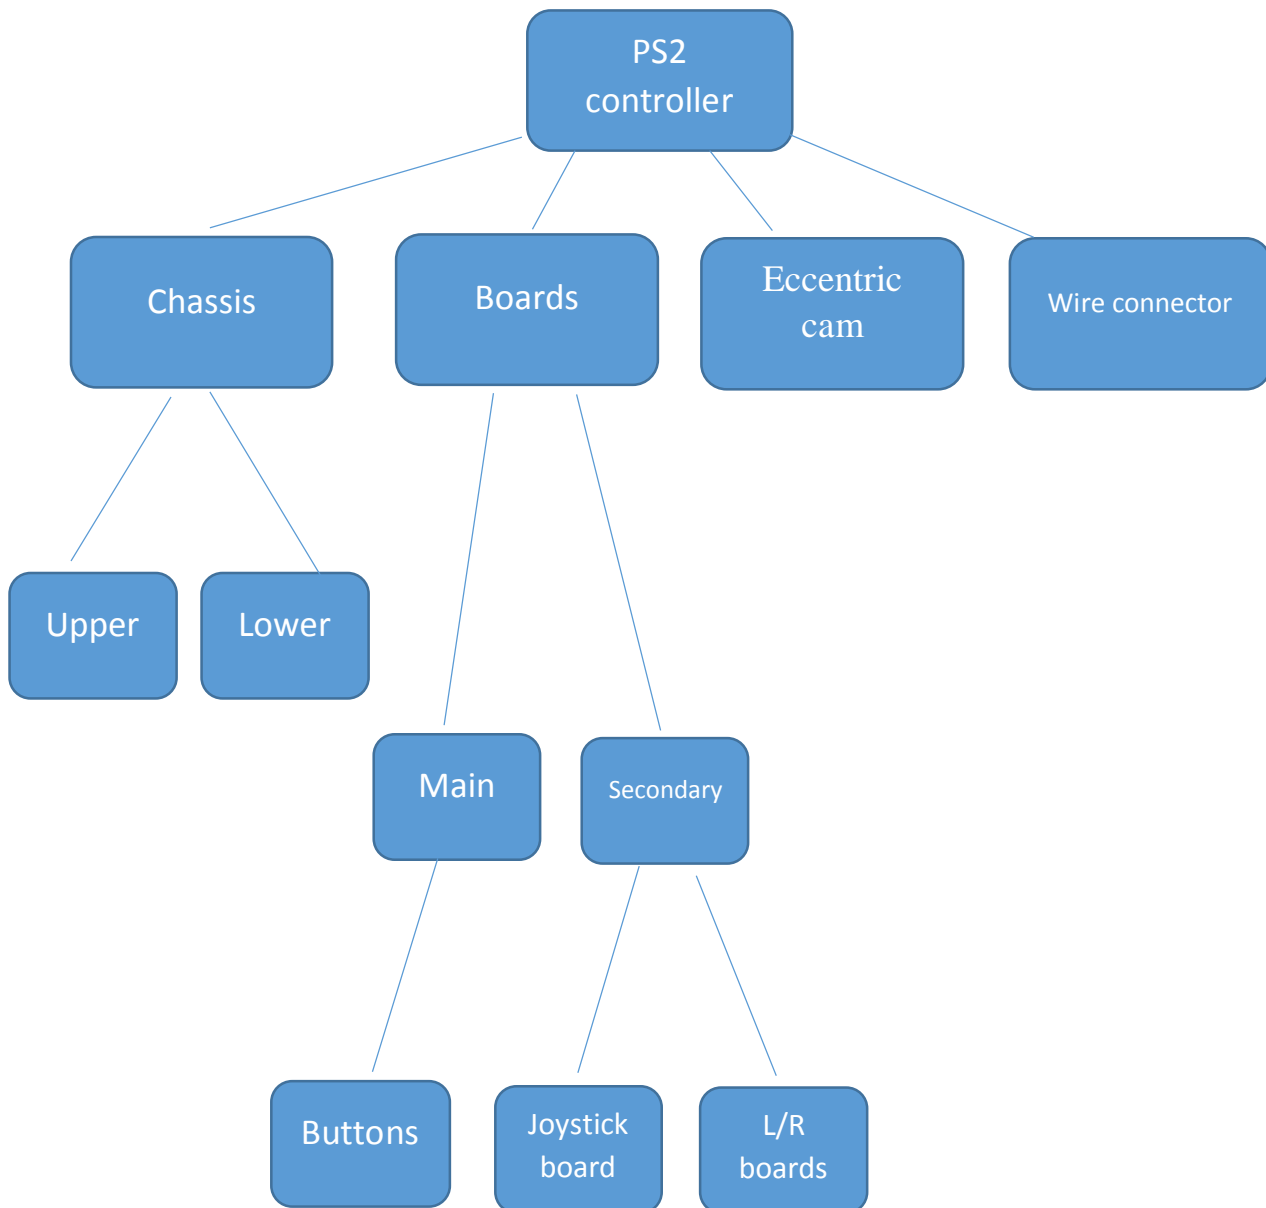 PS2
controller
Chassis
Boards
Eccentric
cam
Wire connector
Upper
Lower
Main
Secondary
Buttons
Joystick
board
L/R
boards